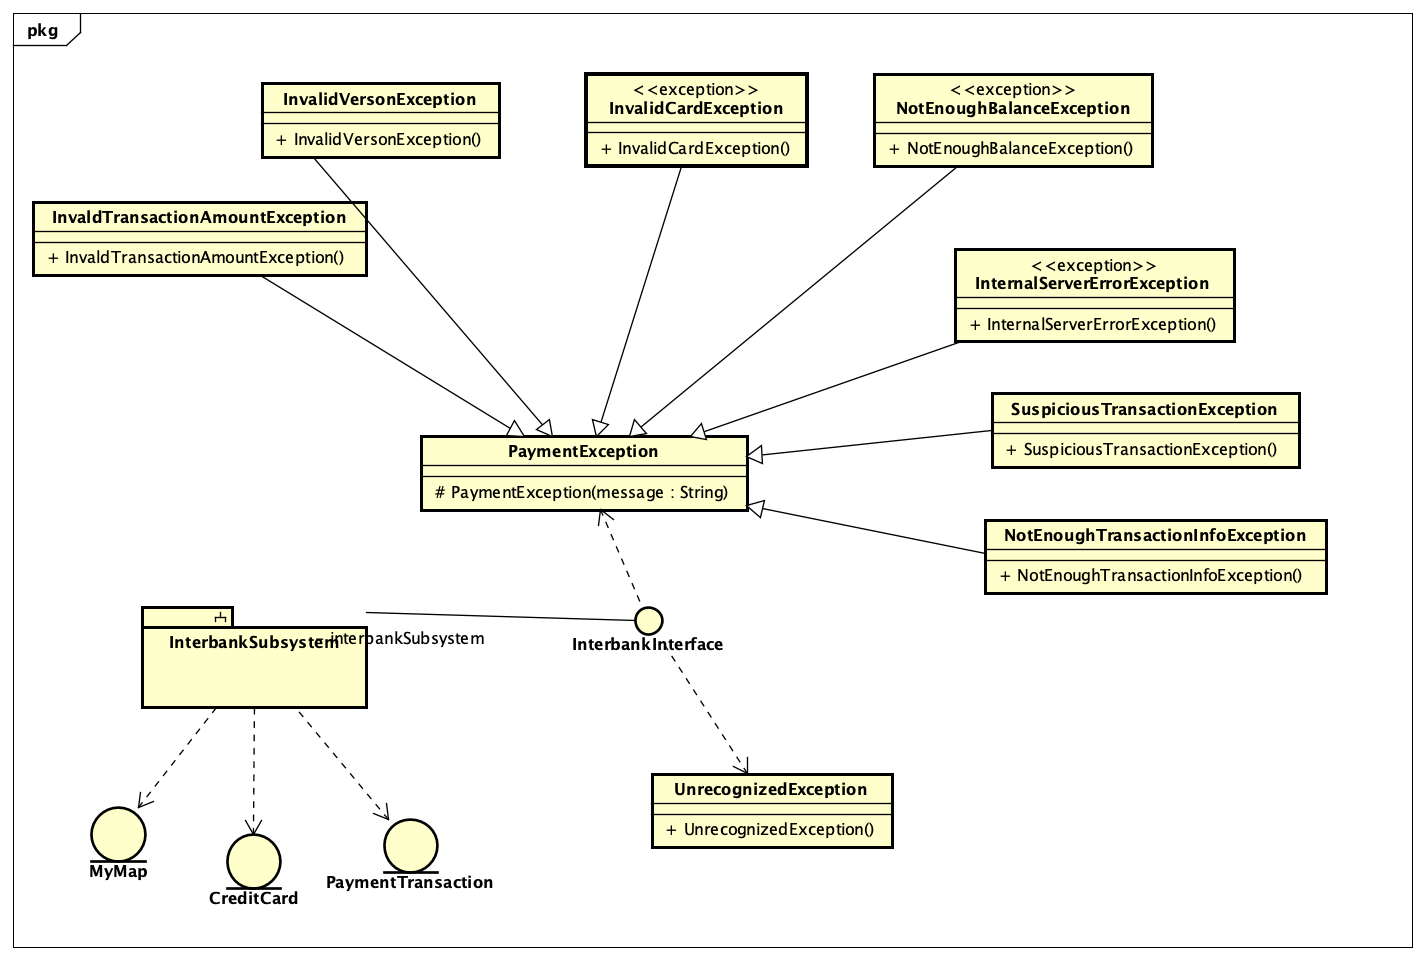 pkg
InvalidVersonException
+ InvalidVersonException()
<<exception>>
InvalidCardException
+ InvalidCardException()
<<exception>>
NotEnoughBalanceException
+ NotEnoughBalanceException()
InvaldTransactionAmountException
+ InvaldTransactionAmountException()
<<exception>>
InternalServerErrorException
+ InternalServerErrorException()
SuspiciousTransactionException
+ SuspiciousTransactionException()
PaymentException
# PaymentException(message : String)
NotEnoughTransactionInfoException
+ NotEnoughTransactionInfoException()
InterbankSubsystem
- interbankSubsystem
InterbankInterface
UnrecognizedException
+ UnrecognizedException()
MyMap
CreditCard
PaymentTransaction